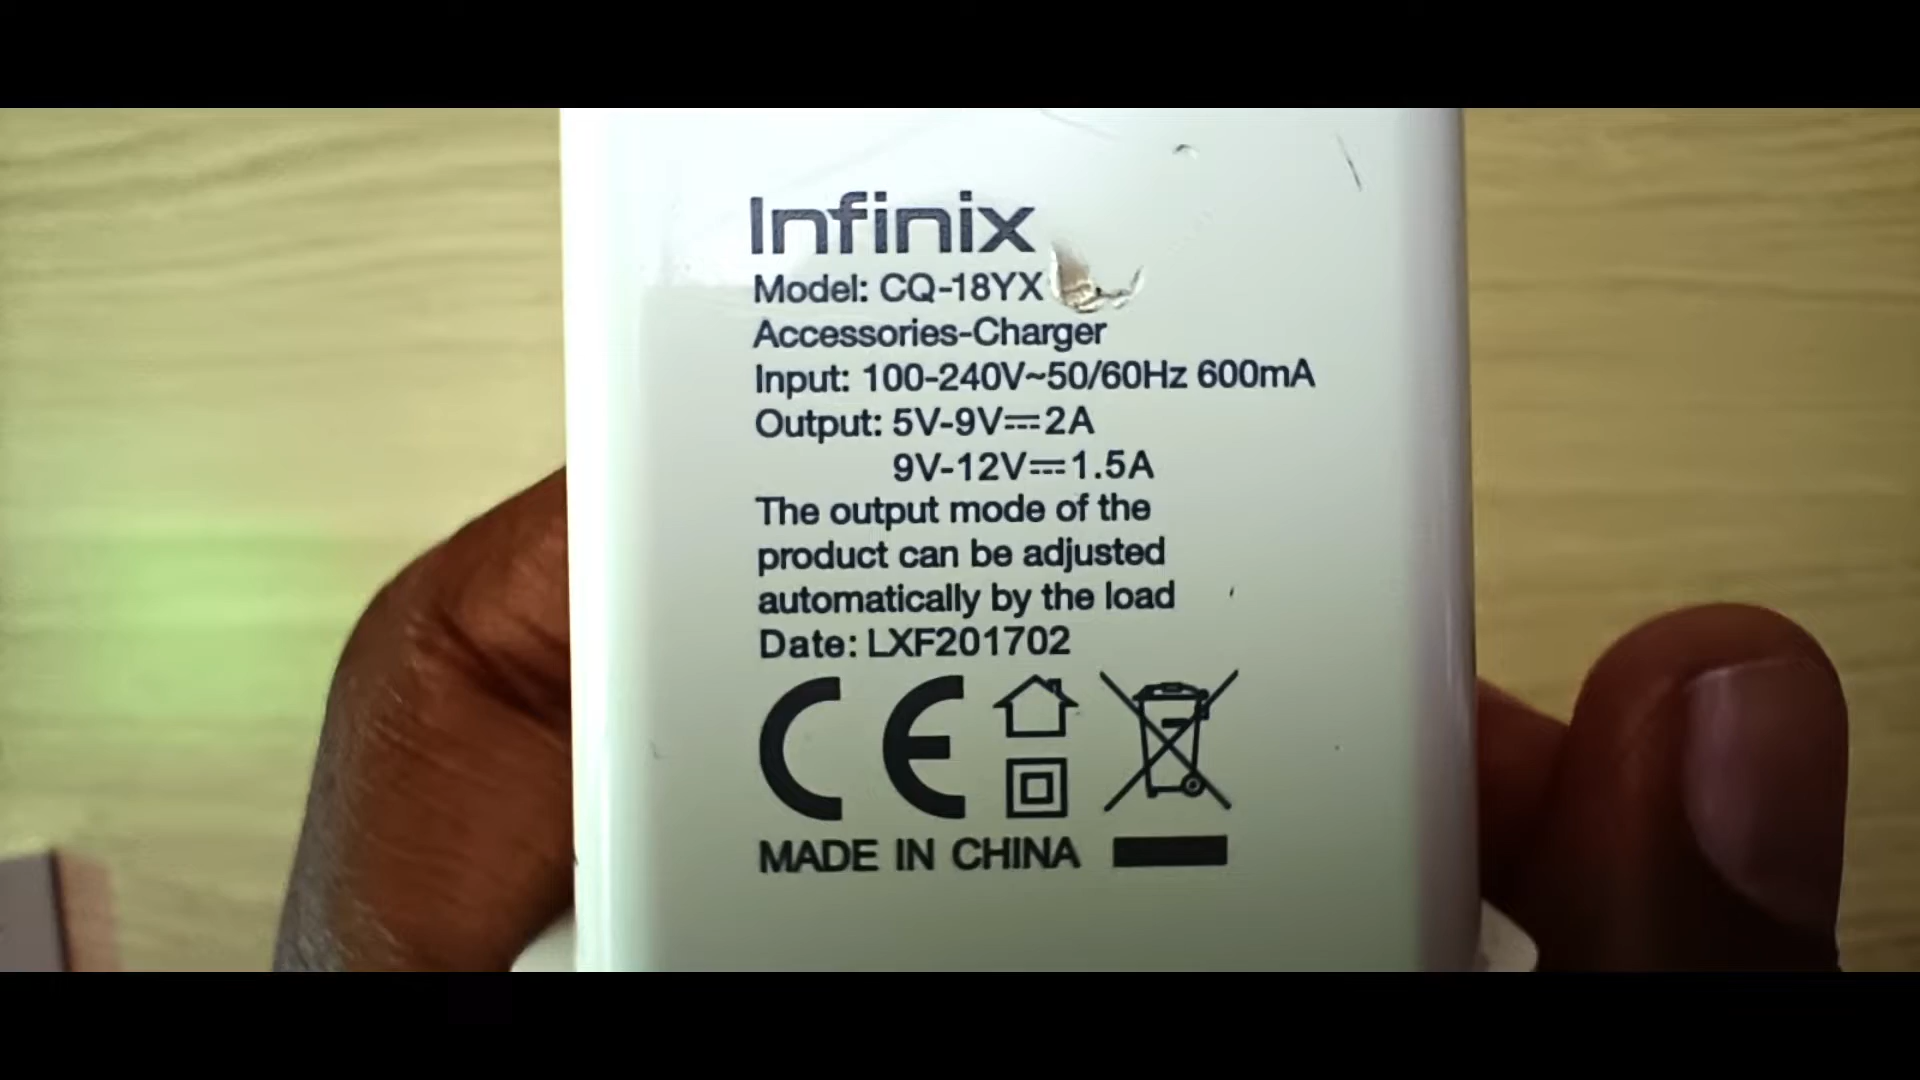 Infinix
Model: CQ-18YX
Accessories-Charger
Input: 100-240V~50/60Hz 600mA
Output: 5V-9V⎓2A
9V-12V⎓1.5A
The output mode of the
product can be adjusted
automatically by the load
Date: LXF201702
CE
MADE IN CHINA